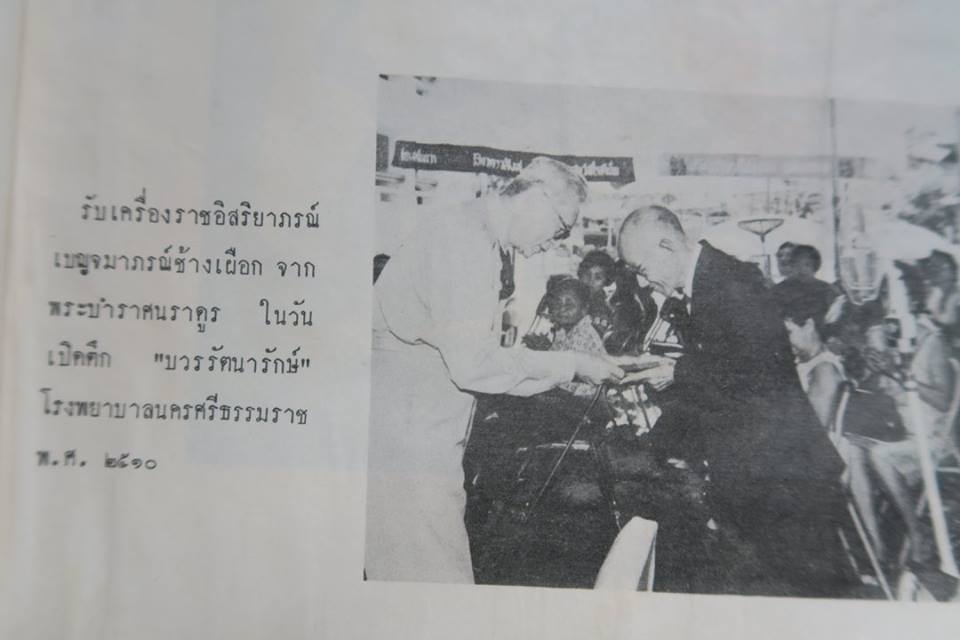 รับเครื่องราชอิสริยาภรณ์
เบญจมาภรณ์ช้างเผือก จาก
พระบำราศนราดูร ในวัน
เปิดตึก "บวรรัตนารักษ์"
โรงพยาบาลนครศรีธรรมราช
พ.ศ. ๒๕๑๐